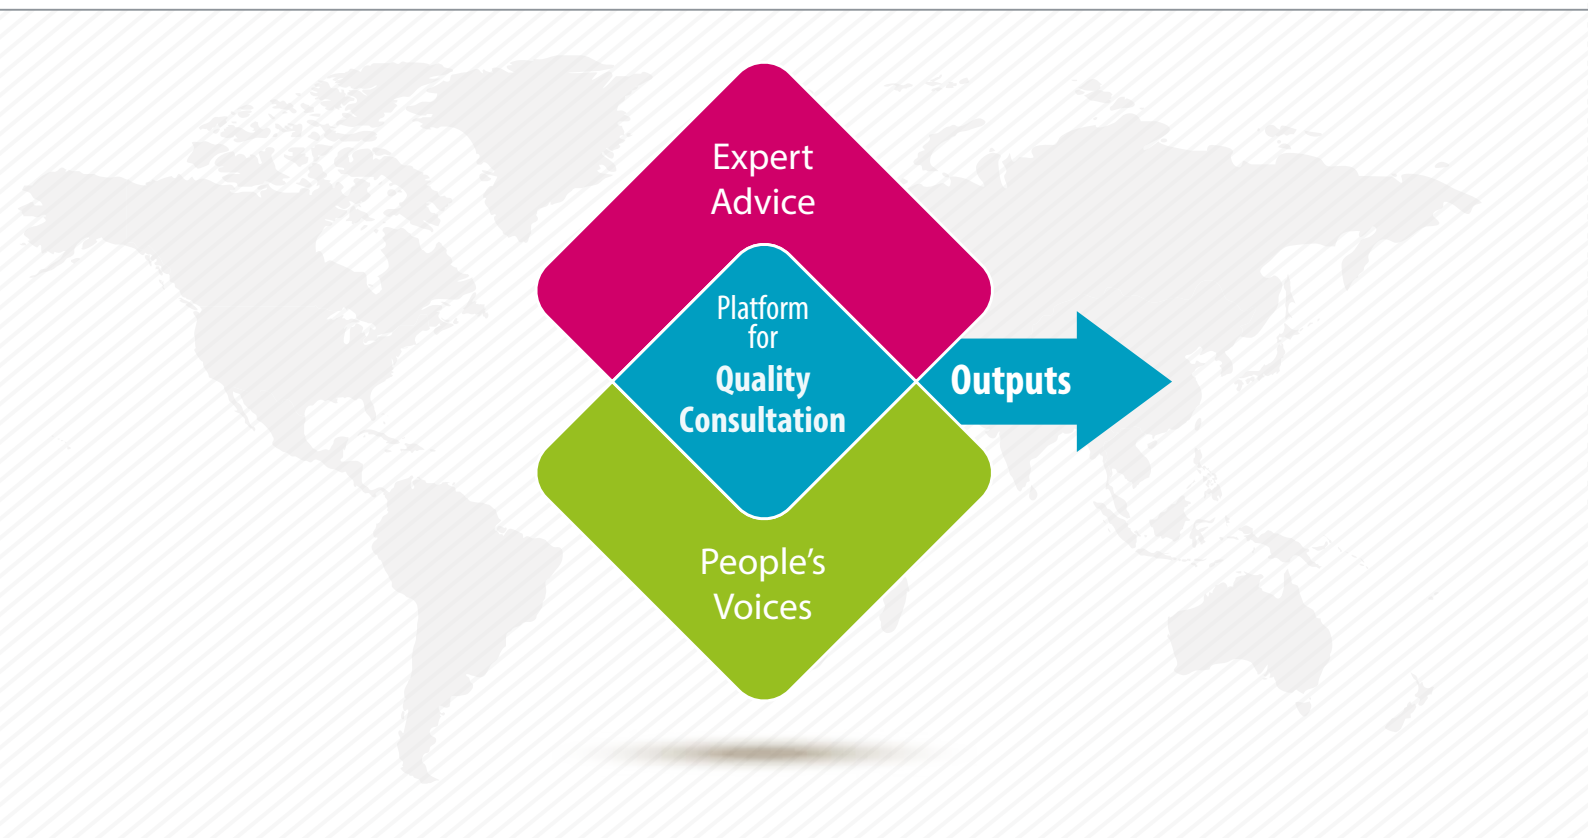 Expert
Advice
Platform
for
Quality
Consultation
Outputs
People’s
Voices